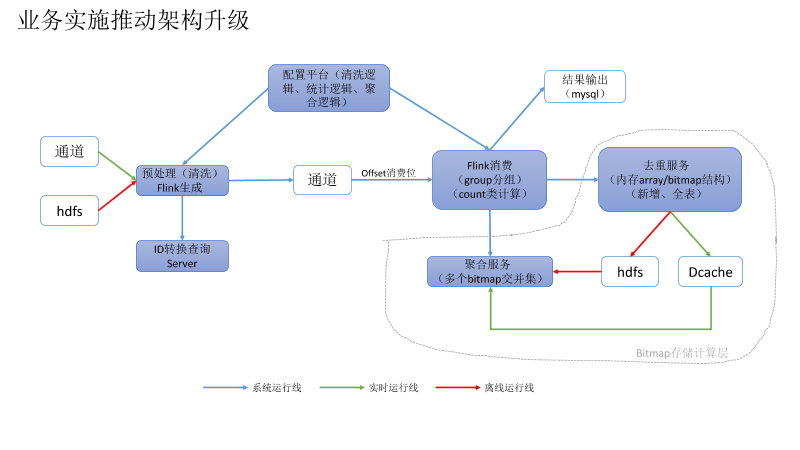 业务实施推动架构升级
配置平台（清洗逻
辑、统计逻辑、聚
合逻辑）
结果输出
（mysql）
通道
预处理（清洗）
Flink生成
通道
Offset消费位
Flink消费
（group分组）
（count类计算）
去重服务
（内存array/bitmap结构）
（新增、全表）
hdfs
ID转换查询
Server
聚合服务
（多个bitmap交并集）
hdfs
Dcache
Bitmap存储计算层
系统运行线
实时运行线
离线运行线